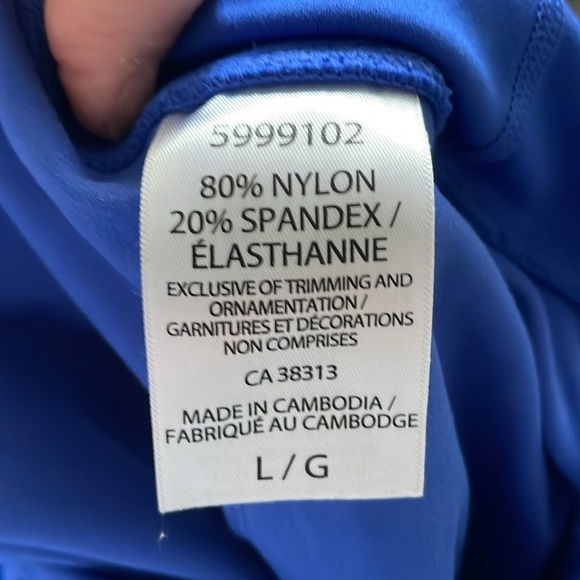 5999102
80% NYLON
20% SPANDEX /
ÉLASTHANNE
EXCLUSIVE OF TRIMMING AND
ORNAMENTATION /
GARNITURES ET DÉCORATIONS
NON COMPRISES
CA 38313
MADE IN CAMBODIA /
FABRIQUÉ AU CAMBODGE
L / G